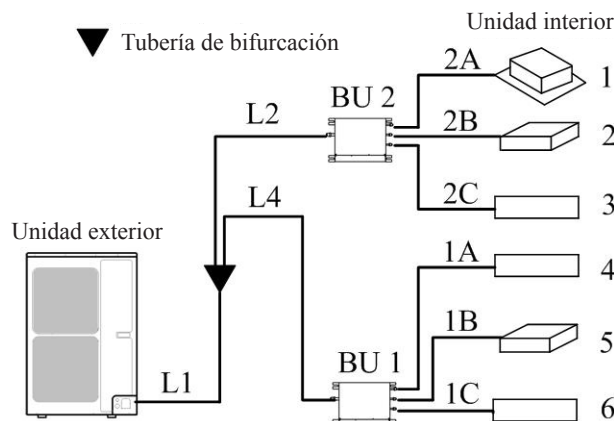 Unidad interior
Tubería de bifurcación
2A
1
BU 2
L2
2B
2
2C
3
L4
Unidad exterior
1A
4
1B
5
BU 1
L1
1C
6